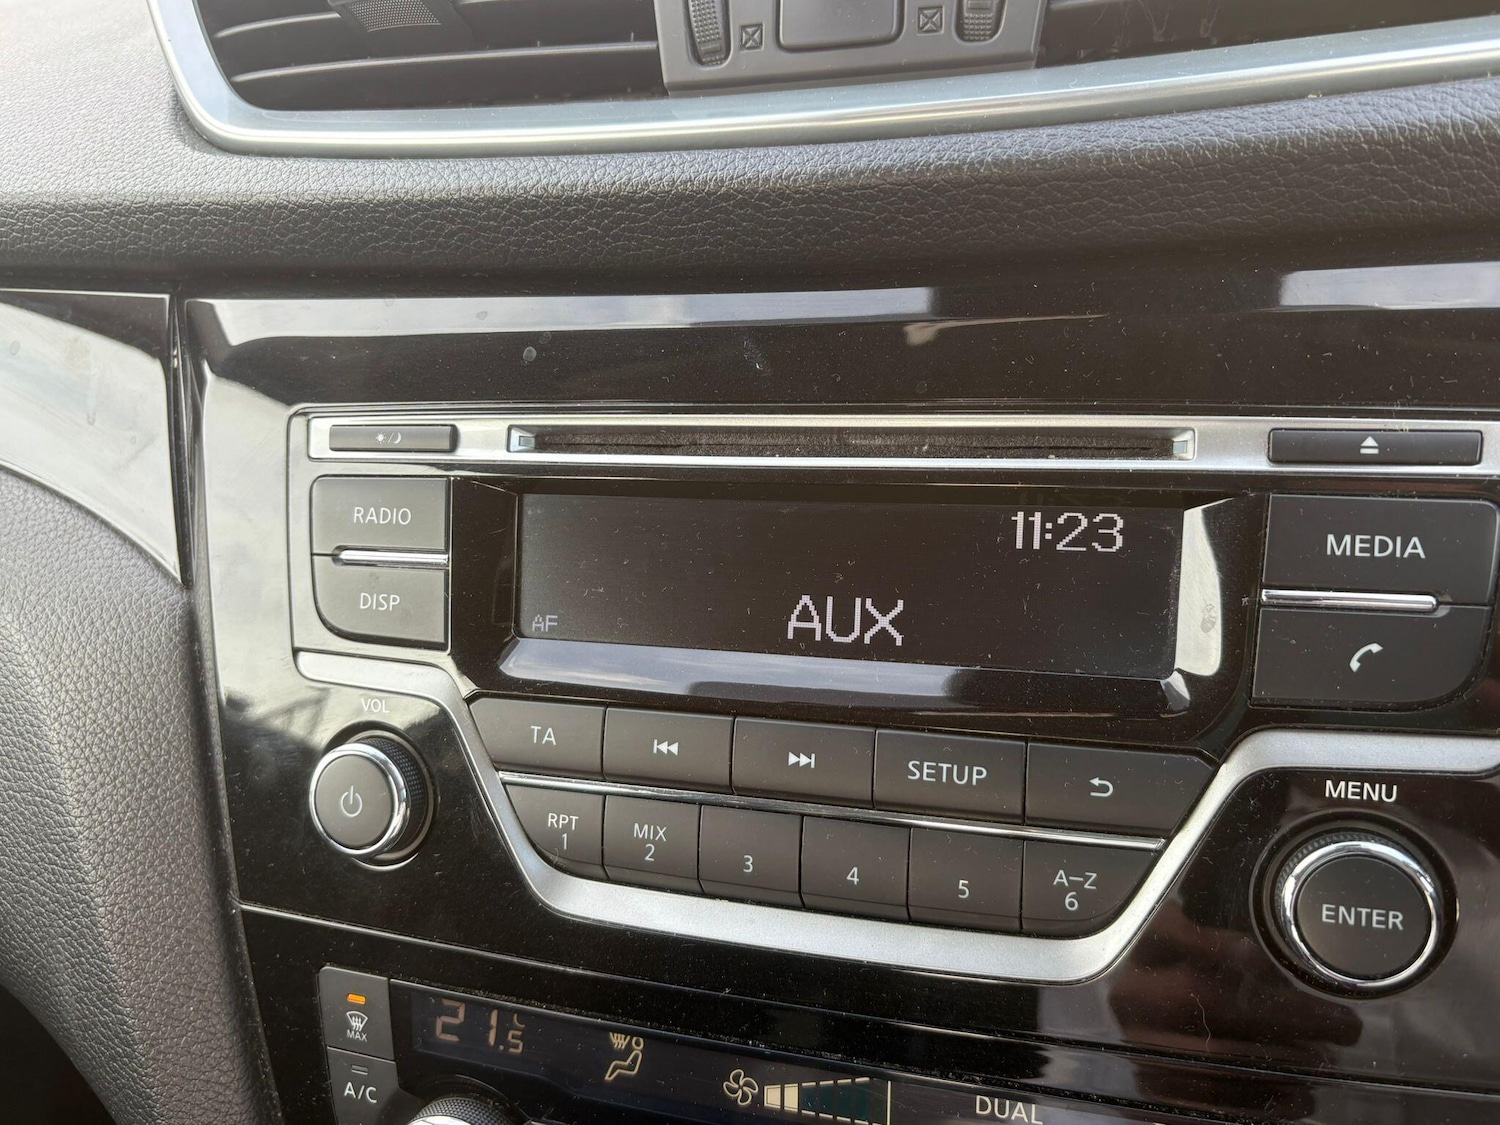 RADIO
DISP
11:23
AUX
AF
MEDIA
VOL
TA
SETUP
RPT
1
MIX
2
3
4
5
A–Z
6
MENU
ENTER
MAX
A/C
21.5
DUAL